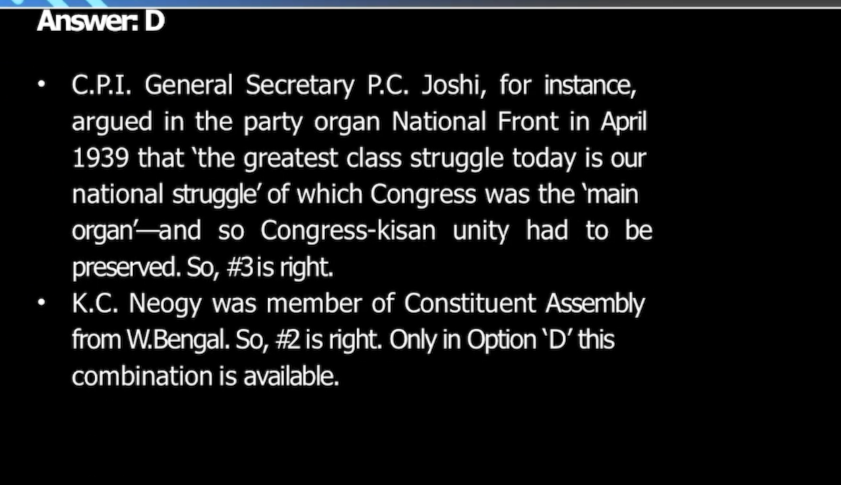 Answer: D
• C.P.I. General Secretary P.C. Joshi, for instance,
argued in the party organ National Front in April
1939 that ‘the greatest class struggle today is our
national struggle’ of which Congress was the ‘main
organ’—and so Congress-kisan unity had to be
preserved. So, #3 is right.
• K.C. Neogy was member of Constituent Assembly
from W.Bengal. So, #2 is right. Only in Option ‘D’ this
combination is available.